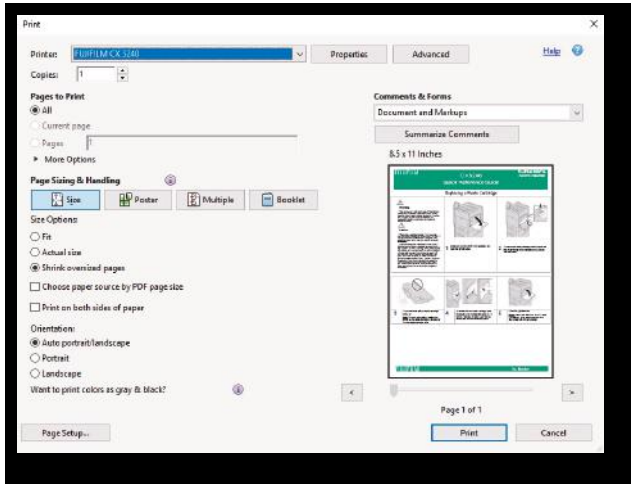 Print
Printer: FUJIFILM CX 3240 Properties Advanced Help
Copies: 1
Pages to Print
All
Current page
Pages 1
More Options
Comments & Forms
Document and Markups
Summarize Comments
8.5 x 11 Inches
Page Sizing & Handling
Size Poster Multiple Booklet
Size Options:
Fit
Actual size
Shrink oversized pages
Choose paper source by PDF page size
Print on both sides of paper
Orientation:
Auto portrait/landscape
Portrait
Landscape
Want to print colors as gray & black?
FUJIFILM
QUICK REFERENCE GUIDE
< >
Page 1 of 1
Page Setup... Print Cancel